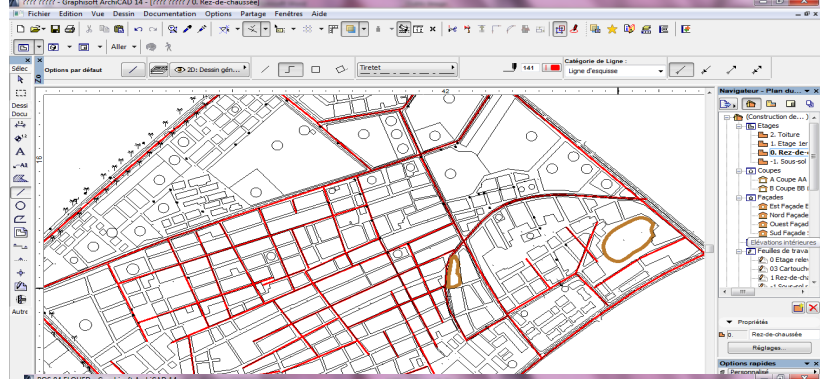 ???? ????? - Graphisoft ArchiCAD 14 - [???? ????? / 0. Rez-de-chaussée]
Fichier Edition Vue Dessin Documentation Options Partage Fenêtres Aide
Aller
Sélec
Options par défaut
2D: Dessin gén...
Tiretet
141
Catégorie de Ligne :
Ligne d'esquisse
Dessi
Docu
Autre
42
16
Navigateur - Plan du...
(Construction de... )
Etages
2. Toiture
1. Etage 1er
0. Rez-de-
-1. Sous-sol
Coupes
A Coupe AA
B Coupe BB
Façades
Est Façade E
Nord Façade
Ouest Façad
Sud Façade
Elévations intérieures
Feuilles de trava
0 Etage rele
03 Cartouch
1 Rez-de-ch
Propriétés
0. Rez-de-chaussée
Réglages...
Options rapides
Personnalisé